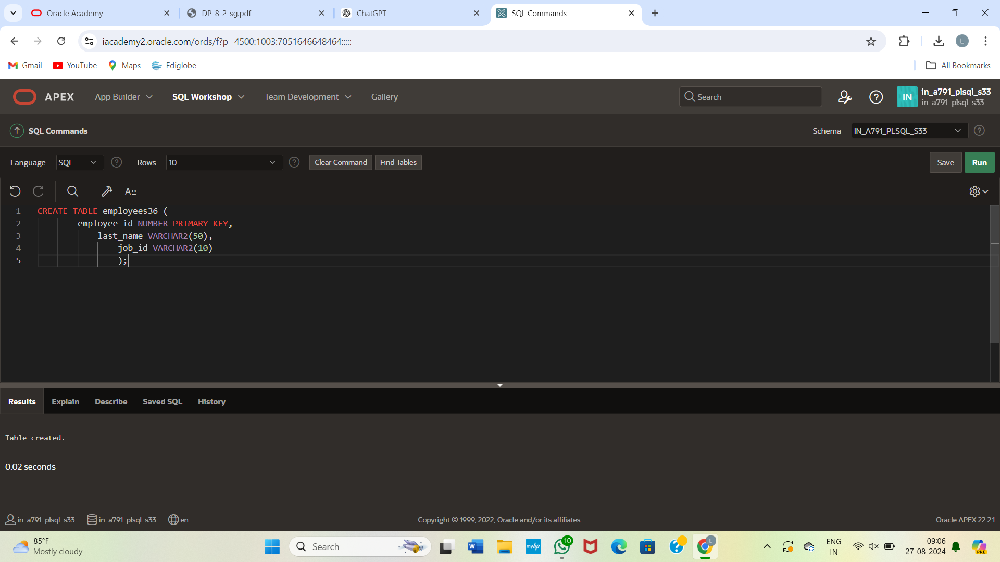 Oracle Academy
DP_8_2_sg.pdf
ChatGPT
SQL Commands
iacademy2.oracle.com/ords/f?p=4500:1003:7051646648464:::::
L
Gmail
YouTube
Maps
Ediglobe
All Bookmarks
APEX
App Builder
SQL Workshop
Team Development
Gallery
Search
IN
in_a791_plsql_s33
in_a791_plsql_s33
SQL Commands
Schema
IN_A791_PLSQL_S33
Language
SQL
Rows
10
Clear Command
Find Tables
Save
Run
A::
1 CREATE TABLE employees36 (
2 employee_id NUMBER PRIMARY KEY,
3 last_name VARCHAR2(50),
4 job_id VARCHAR2(10)
5 );
Results
Explain
Describe
Saved SQL
History
Table created.
0.02 seconds
in_a791_plsql_s33
in_a791_plsql_s33
en
Copyright © 1999, 2022, Oracle and/or its affiliates.
Oracle APEX 22.2.1
85°F
Mostly cloudy
Search
W
myhp
10
L
ENG
IN
09:06
27-08-2024
PRE